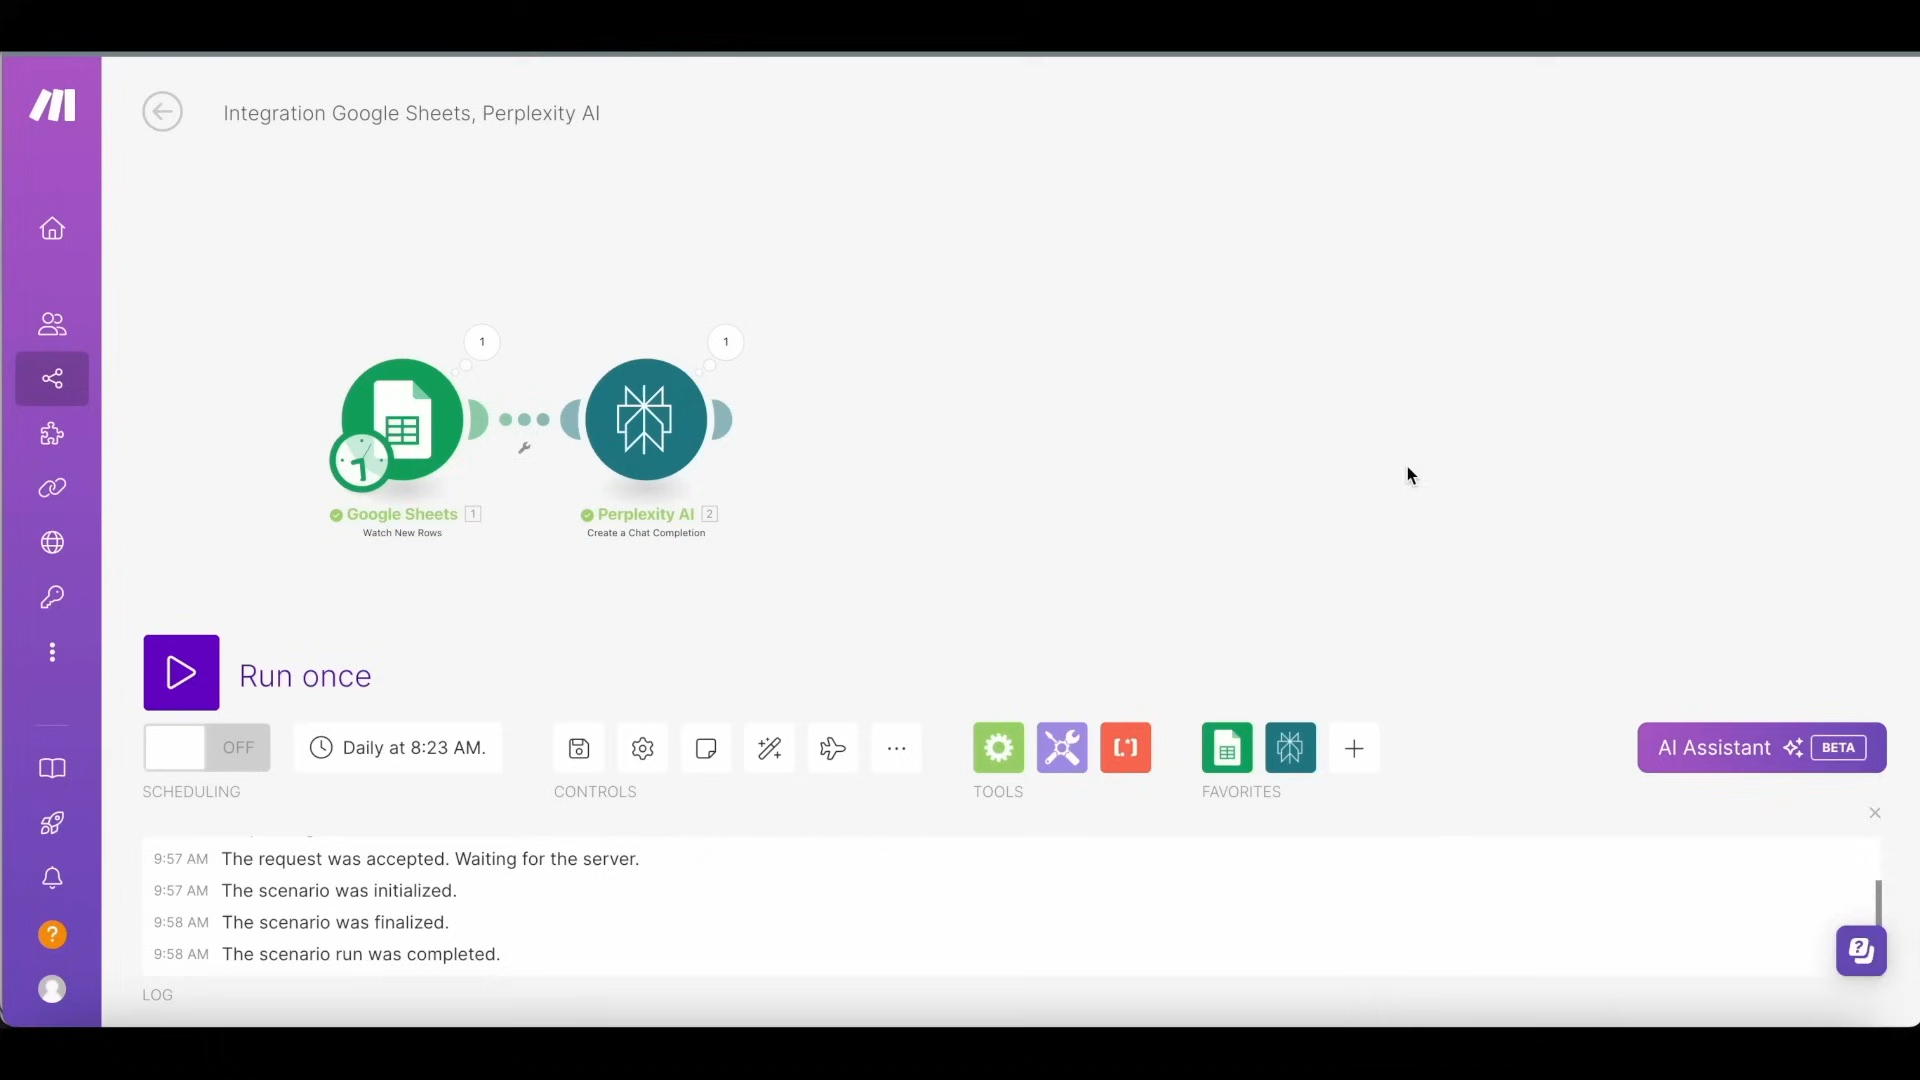 Integration Google Sheets, Perplexity AI
1
1
Google Sheets 1
Watch New Rows
Perplexity AI 2
Create a Chat Completion
Run once
OFF
Daily at 8:23 AM.
[.*]
AI Assistant BETA
SCHEDULING
CONTROLS
TOOLS
FAVORITES
9:57 AM The request was accepted. Waiting for the server.
9:57 AM The scenario was initialized.
9:58 AM The scenario was finalized.
9:58 AM The scenario run was completed.
?
?
LOG